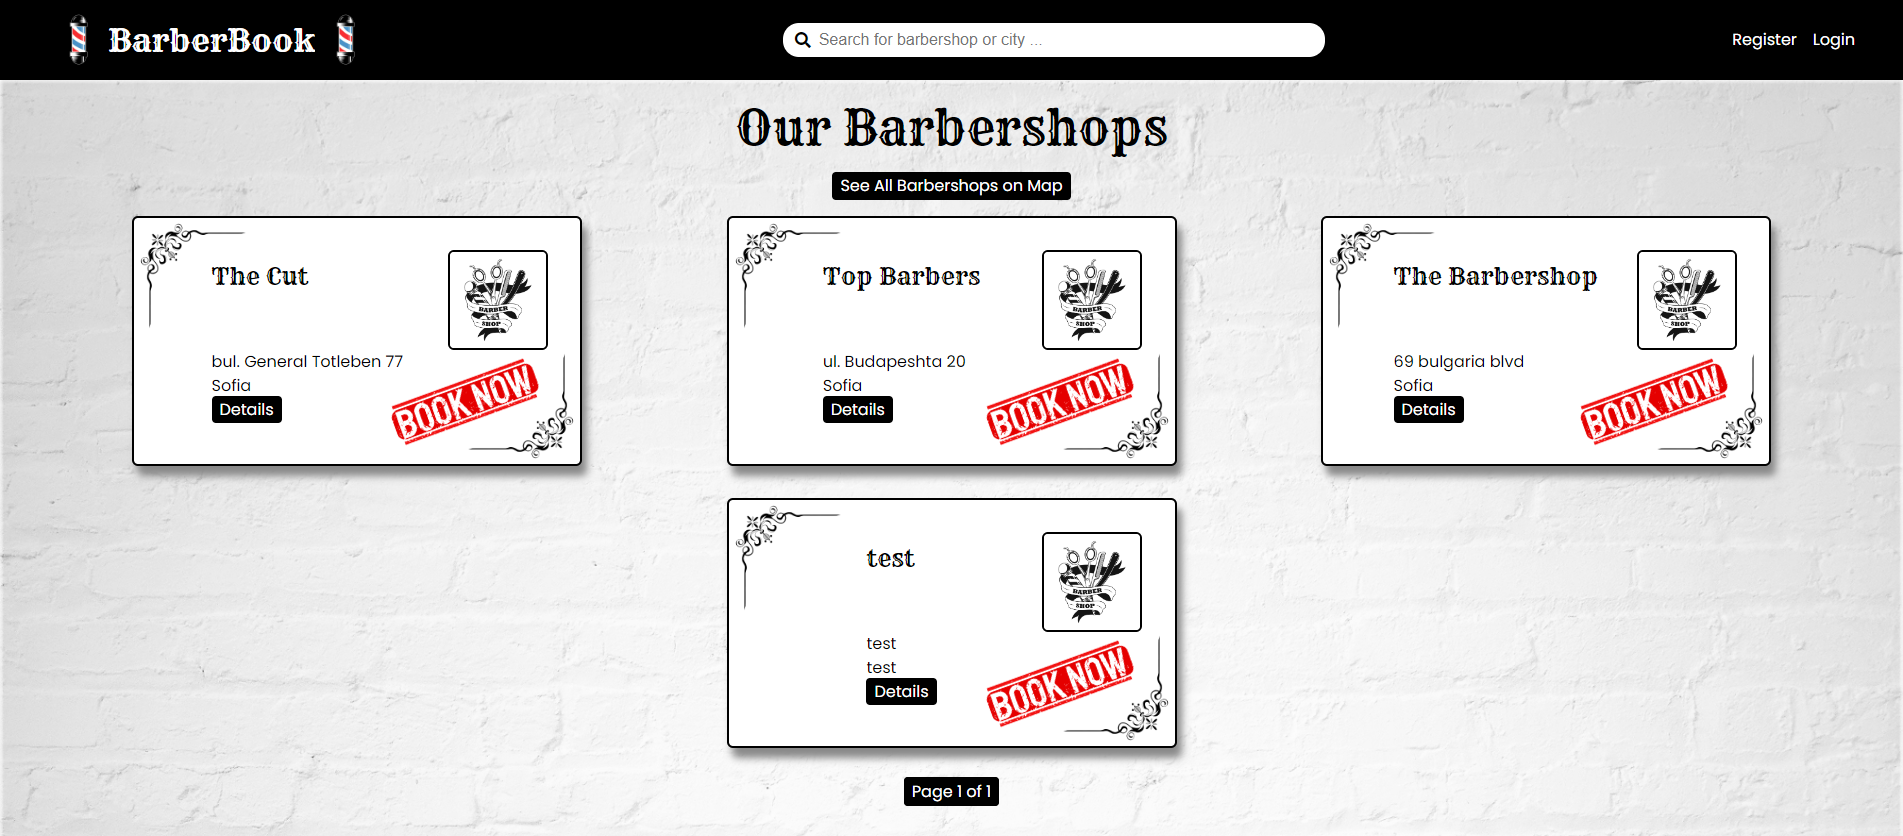 BarberBook
Search for barbershop or city ...
Register Login
Our Barbershops
See All Barbershops on Map
The Cut
BARBER
SHOP
bul. General Totleben 77
Sofia
Details
BOOK NOW
Top Barbers
BARBER
SHOP
ul. Budapeshta 20
Sofia
Details
BOOK NOW
The Barbershop
BARBER
SHOP
69 bulgaria blvd
Sofia
Details
BOOK NOW
test
BARBER
SHOP
test
test
Details
BOOK NOW
Page 1 of 1